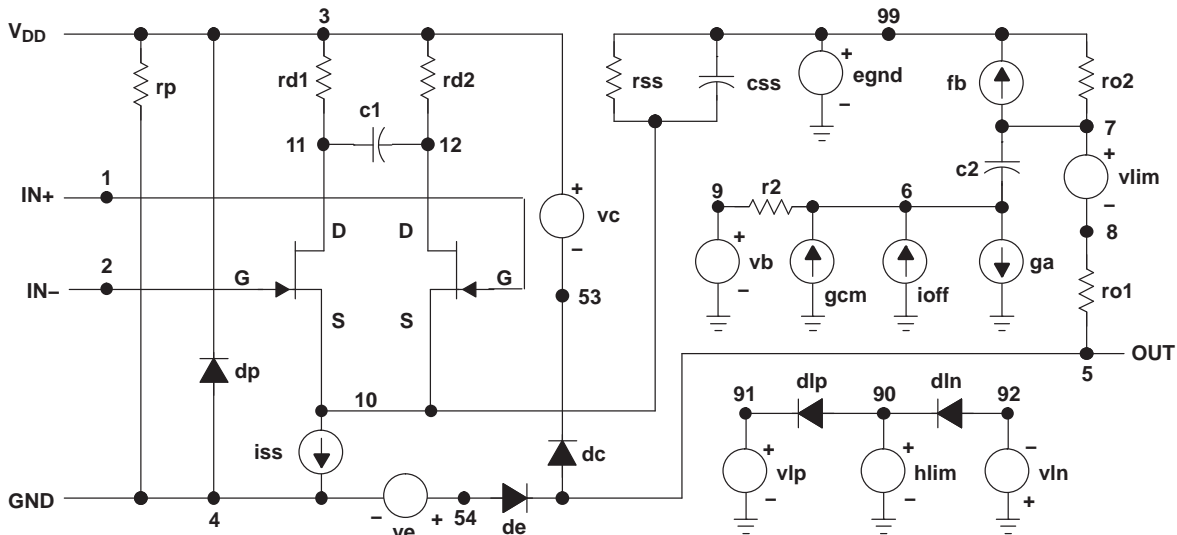 3
99
VDD
rp
rd1
rd2
rss
css
+
egnd
−
fb
ro2
c1
11
12
7
c2
+
vlim
−
IN+
1
+
vc
−
9
r2
6
8
D
D
+
vb
−
gcm
ioff
ga
2
IN−
G
G
53
ro1
S
S
OUT
5
dp
10
91
dlp
90
dln
92
iss
dc
+
vlp
−
+
hlim
−
−
vln
+
GND
4
−
ve
+
54
de